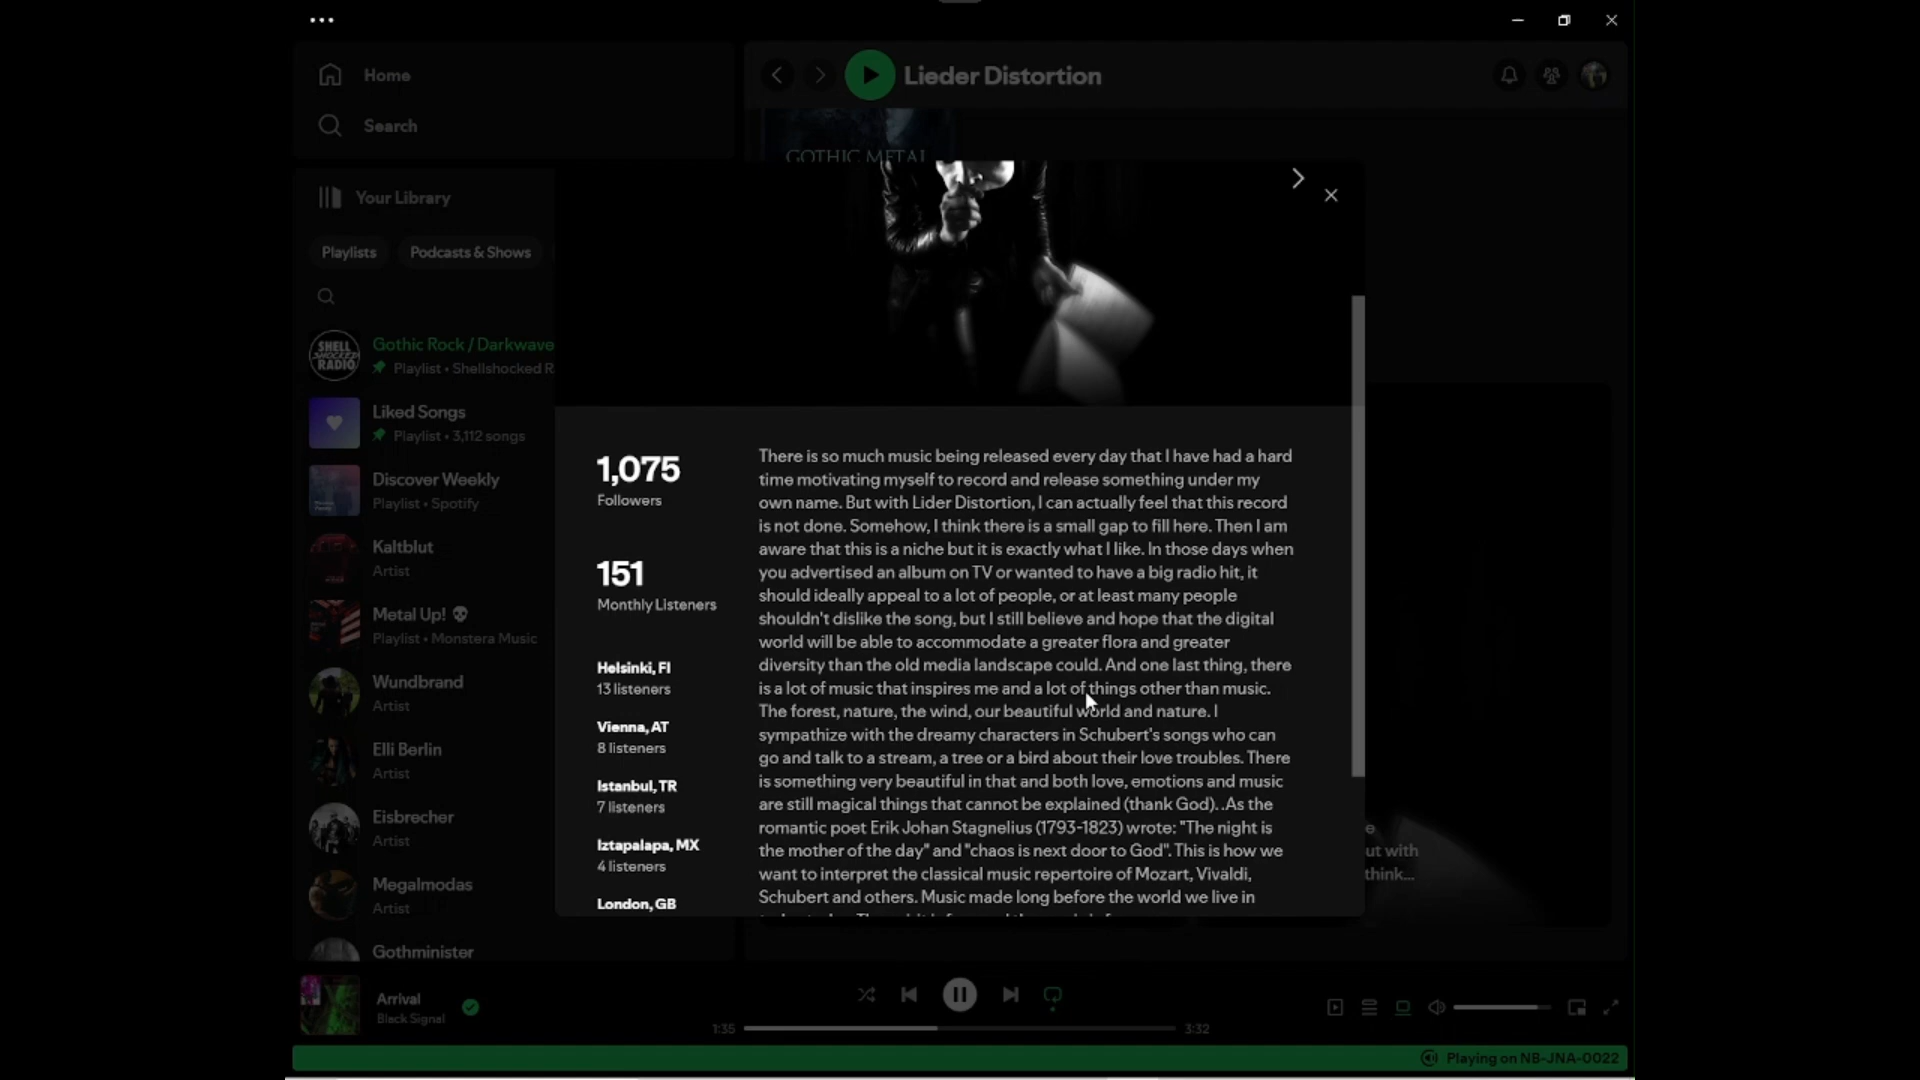 Home
Search
Lieder Distortion
GOTHIC METAL
Your Library
Playlists
Podcasts & Shows
SHELL
SHOCKED
RADIO
Gothic Rock / Darkwave
Playlist • Shellshocked R
Liked Songs
Playlist • 3,112 songs
Discover Weekly
Playlist • Spotify
Kaltblut
Artist
Metal Up! 💀
Playlist • Monstera Music
Wundbrand
Artist
Elli Berlin
Artist
Eisbrecher
Artist
Megalmodas
Artist
Gothminister
1,075
Followers
151
Monthly Listeners
Helsinki, FI
13 listeners
Vienna, AT
8 listeners
Istanbul, TR
7 listeners
Iztapalapa, MX
4 listeners
London, GB
There is so much music being released every day that I have had a hard
time motivating myself to record and release something under my
own name. But with Lider Distortion, I can actually feel that this record
is not done. Somehow, I think there is a small gap to fill here. Then I am
aware that this is a niche but it is exactly what I like. In those days when
you advertised an album on TV or wanted to have a big radio hit, it
should ideally appeal to a lot of people, or at least many people
shouldn't dislike the song, but I still believe and hope that the digital
world will be able to accommodate a greater flora and greater
diversity than the old media landscape could. And one last thing, there
is a lot of music that inspires me and a lot of things other than music.
The forest, nature, the wind, our beautiful world and nature. I
sympathize with the dreamy characters in Schubert's songs who can
go and talk to a stream, a tree or a bird about their love troubles. There
is something very beautiful in that and both love, emotions and music
are still magical things that cannot be explained (thank God). .As the
romantic poet Erik Johan Stagnelius (1793-1823) wrote: "The night is
the mother of the day" and "chaos is next door to God". This is how we
want to interpret the classical music repertoire of Mozart, Vivaldi,
Schubert and others. Music made long before the world we live in
e
ut with
think...
Arrival
Black Signal
1:35
3:32
Playing on NB-JNA-0022